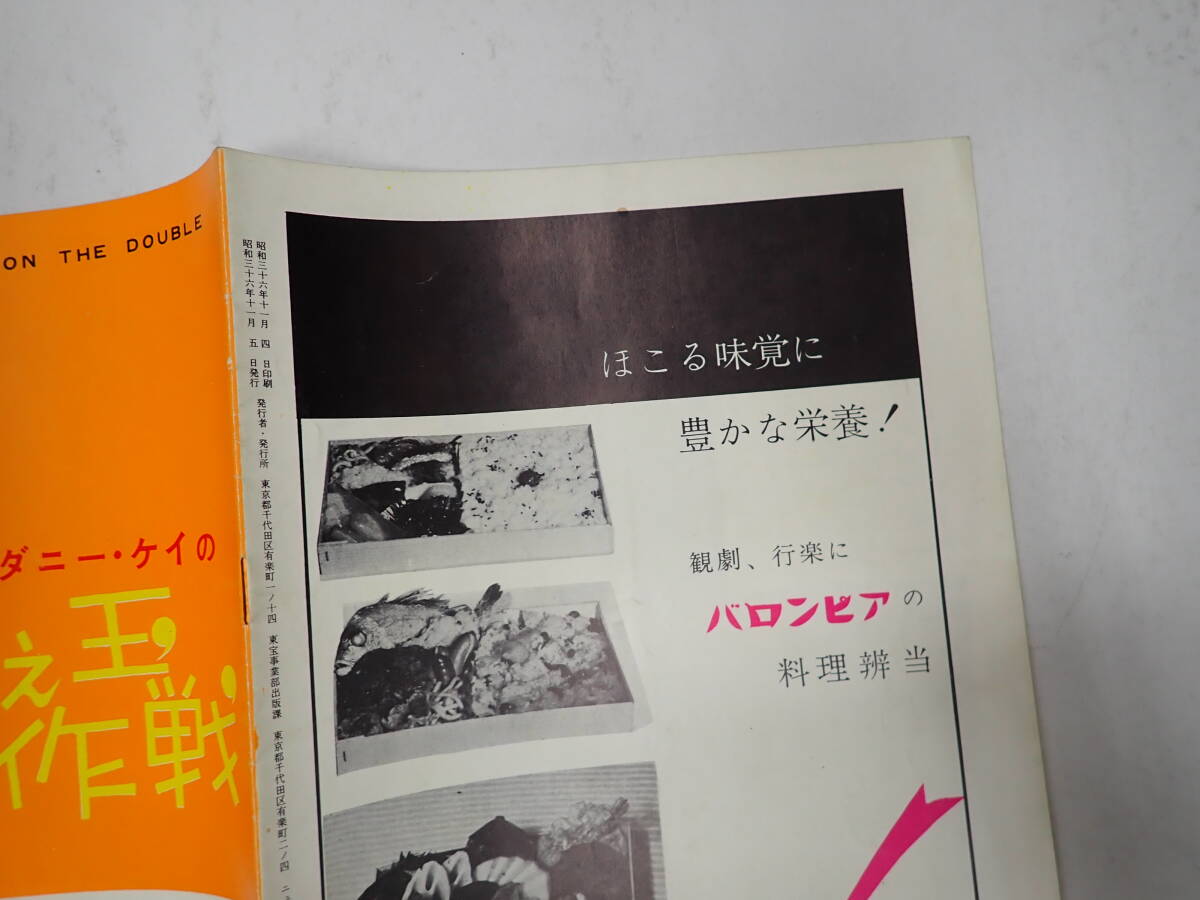 ON THE DOUBLE
ダニー・ケイの
え玉
作戦
昭和三十六年十一月 四 日印刷
昭和三十六年十一月 五 日発行
発行者・発行所 東京都千代田区有楽町一ノ十四 東宝事業部出版課 東京都千代田区有楽町二ノ四
ほこる味覚に
豊かな栄養!
観劇、行楽に
バロンピアの
料理辨当